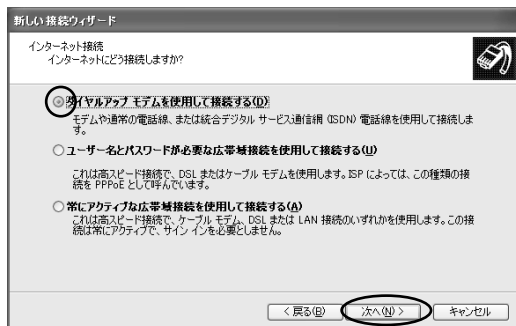 新しい接続ウィザード
インターネット接続
インターネットにどう接続しますか?
ダイヤルアップ モデムを使用して接続する(D)
モデムや通常の電話線、または統合デジタル サービス通信網 (ISDN) 電話線を使用して接続しま
す。
ユーザー名とパスワードが必要な広帯域接続を使用して接続する(U)
これは高スピード接続で、DSL またはケーブル モデムを使用します。ISP によっては、この種類の接
続を PPPoE として呼んでいます。
常にアクティブな広帯域接続を使用して接続する(A)
これは高スピード接続で、ケーブル モデム、DSL または LAN 接続のいずれかを使用します。この接
続は常にアクティブで、サイン インを必要としません。
< 戻る(B) 次へ(N) > キャンセル